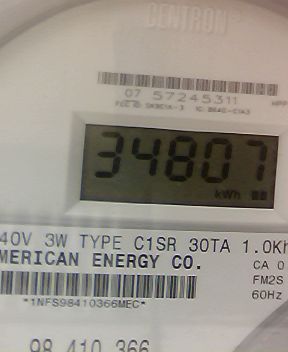 CENTRON
07 57245311
34807
kWh
40V 3W TYPE C1SR 30TA 1.0Kh
MERICAN ENERGY CO.
CA 0
FM2S
60Hz
*1NFS98410366MEC*
98 410 366